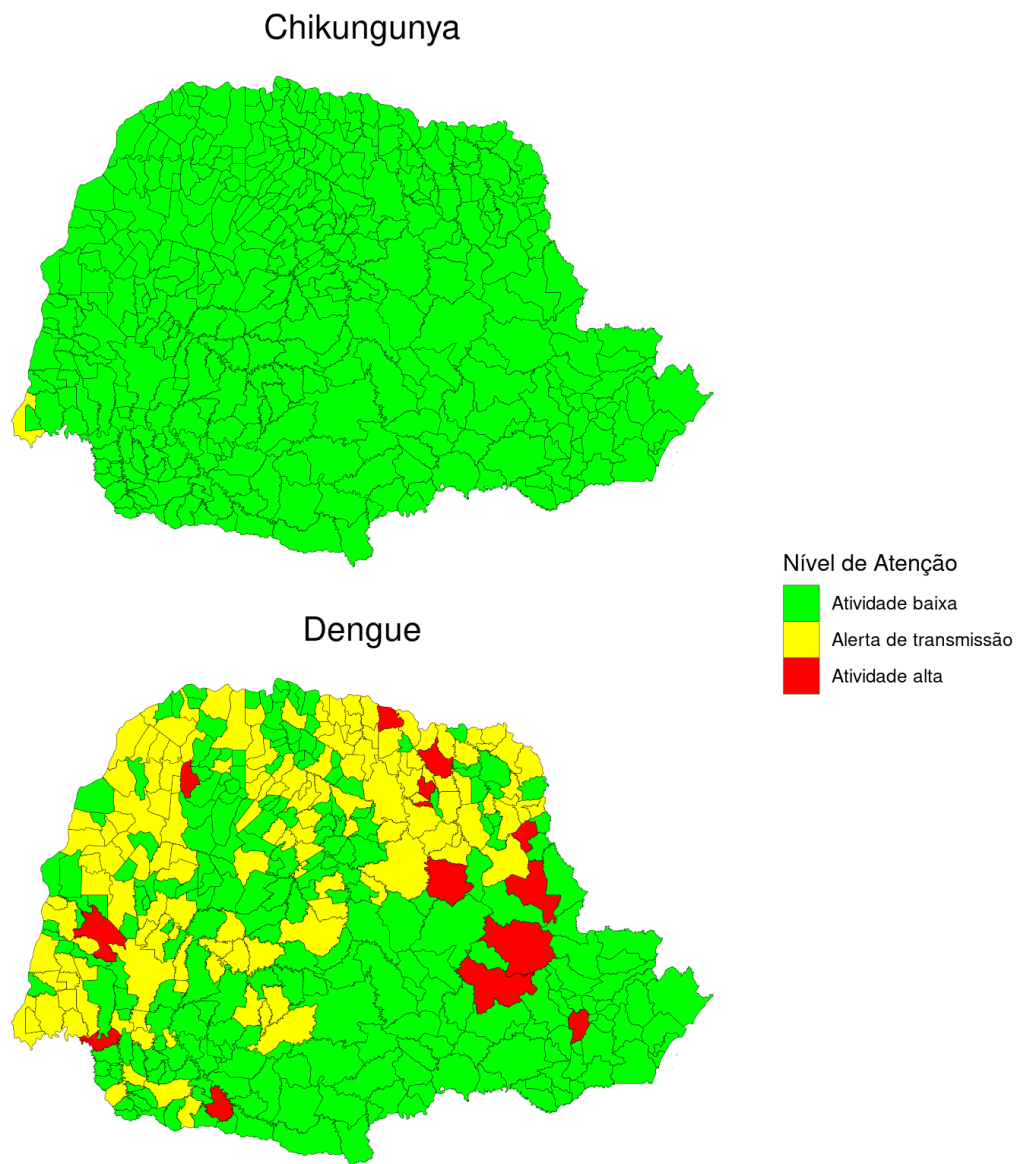 Chikungunya
Nível de Atenção
Atividade baixa
Alerta de transmissão
Atividade alta
Dengue